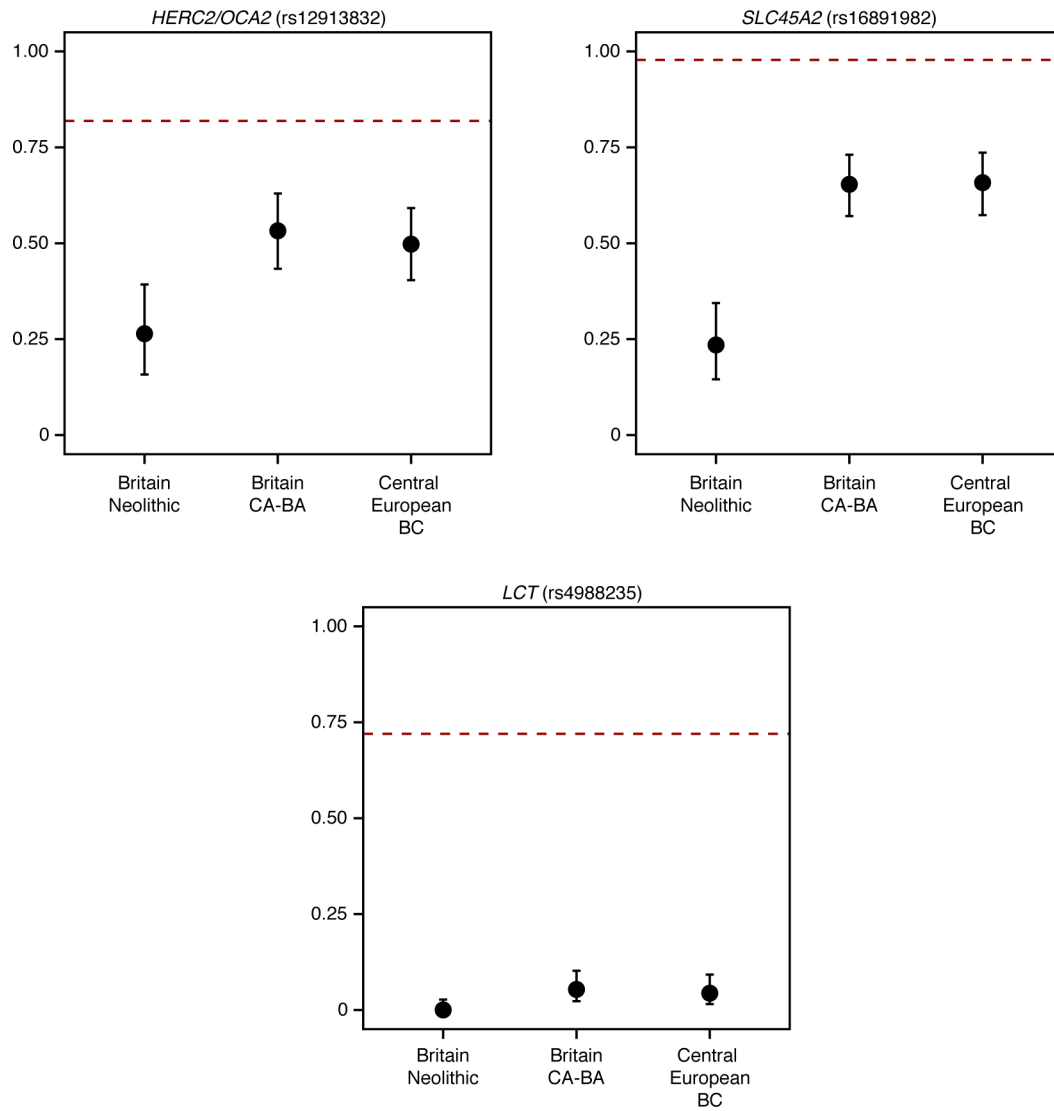 HERC2/OCA2 (rs12913832)
1.00
0.75
0.50
0.25
0
Britain
Neolithic
Britain
CA-BA
Central
European
BC
SLC45A2 (rs16891982)
1.00
0.75
0.50
0.25
0
Britain
Neolithic
Britain
CA-BA
Central
European
BC
LCT (rs4988235)
1.00
0.75
0.50
0.25
0
Britain
Neolithic
Britain
CA-BA
Central
European
BC